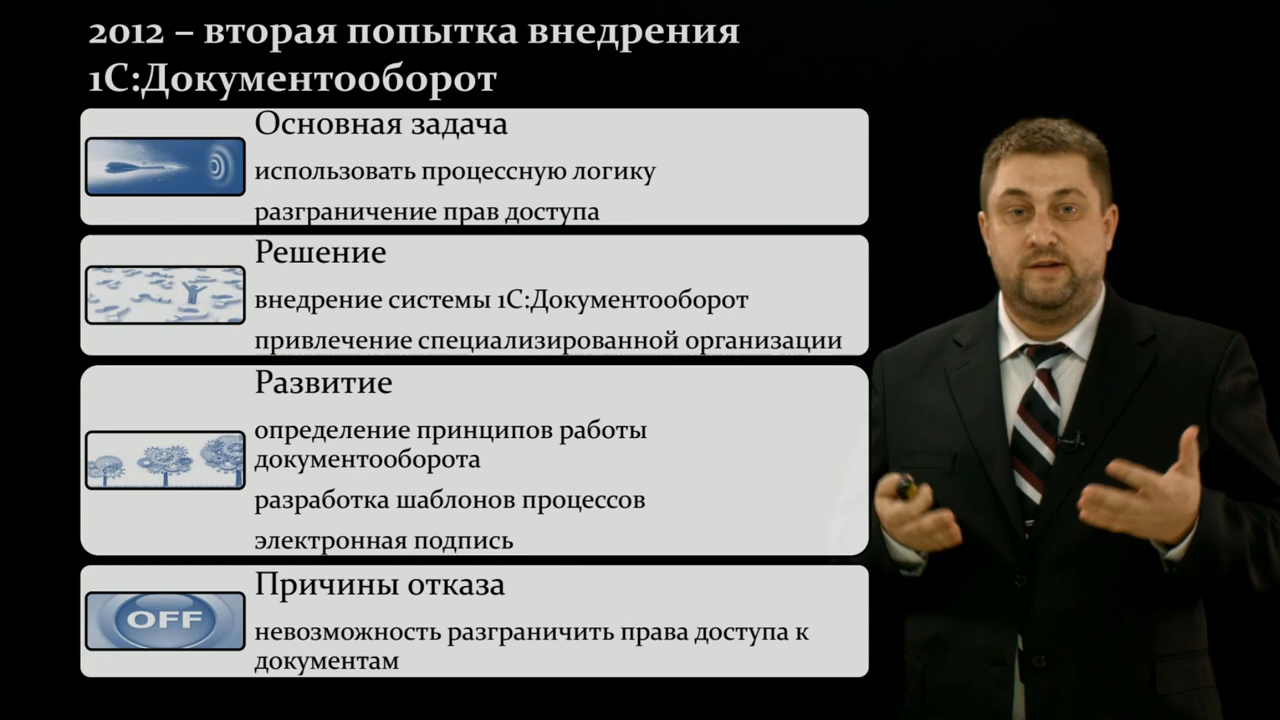 2012 – вторая попытка внедрения
1С:Документооборот
Основная задача
использовать процессную логику
разграничение прав доступа
Решение
внедрение системы 1С:Документооборот
привлечение специализированной организации
Развитие
определение принципов работы
документооборота
разработка шаблонов процессов
электронная подпись
OFF
Причины отказа
невозможность разграничить права доступа к
документам